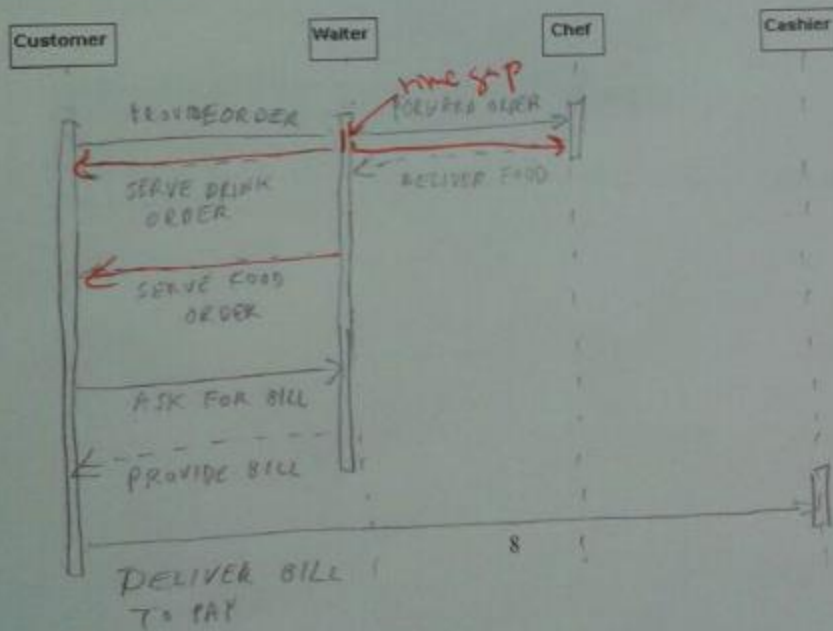 Customer
Waiter
Chef
Cashier
time gap
PROVIDE ORDER
FORWARD ORDER
SERVE DRINK
ORDER
DELIVER FOOD
SERVE FOOD
ORDER
ASK FOR BILL
PROVIDE BILL
8
DELIVER BILL
TO PAY